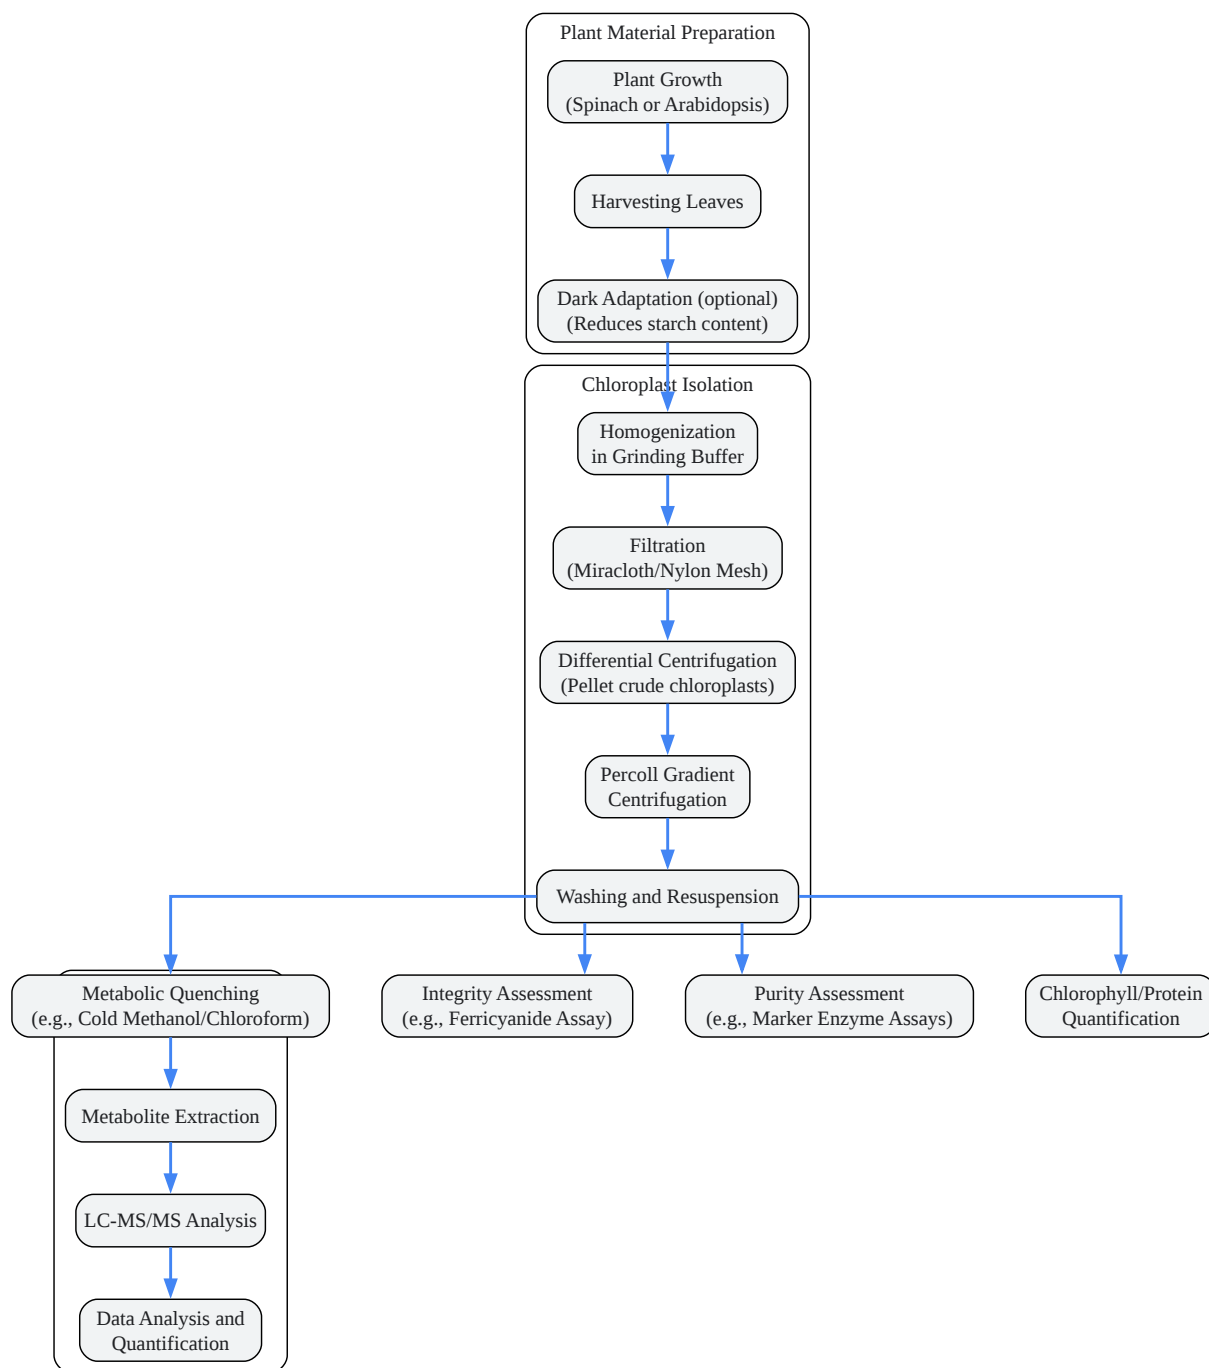 Plant Material Preparation
Plant Growth
(Spinach or Arabidopsis)
Harvesting Leaves
Dark Adaptation (optional)
(Reduces starch content)
Chloroplast Isolation
Homogenization
in Grinding Buffer
Filtration
(Miracloth/Nylon Mesh)
Differential Centrifugation
(Pellet crude chloroplasts)
Percoll Gradient
Centrifugation
Washing and Resuspension
Metabolic Quenching
(e.g., Cold Methanol/Chloroform)
Integrity Assessment
(e.g., Ferricyanide Assay)
Purity Assessment
(e.g., Marker Enzyme Assays)
Chlorophyll/Protein
Quantification
Metabolite Extraction
LC-MS/MS Analysis
Data Analysis and
Quantification